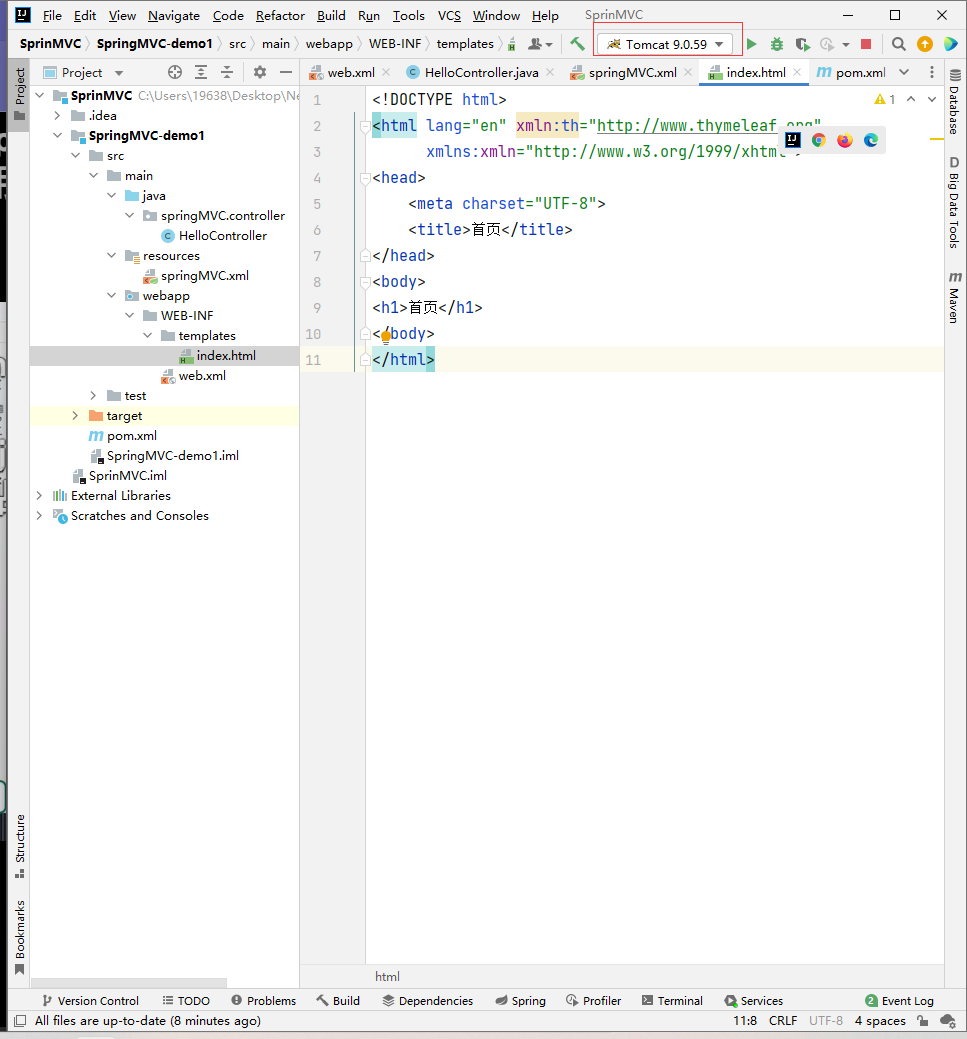 File Edit View Navigate Code Refactor Build Run Tools VCS Window Help SprinMVC
SprinMVC SpringMVC-demo1 src main webapp WEB-INF templates Tomcat 9.0.59
Project
Project
web.xml HelloController.java springMVC.xml index.html pom.xml
SprinMVC C:\Users\19638\Desktop\Ne
.idea
SpringMVC-demo1
src
main
java
springMVC.controller
HelloController
resources
springMVC.xml
webapp
WEB-INF
templates
index.html
web.xml
test
target
pom.xml
SpringMVC-demo1.iml
SprinMVC.iml
External Libraries
Scratches and Consoles
1 <!DOCTYPE html> 1
2 <html lang="en" xmln:th="http://www.thymeleaf.org"
3 xmlns:xmln="http://www.w3.org/1999/xhtml">
4 <head>
5 <meta charset="UTF-8">
6 <title>首页</title>
7 </head>
8 <body>
9 <h1>首页</h1>
10 </body>
11 </html>
Database
Big Data Tools
Maven
Structure
Bookmarks
html
Version Control TODO Problems Build Dependencies Spring Profiler Terminal Services 2 Event Log
All files are up-to-date (8 minutes ago) 11:8 CRLF UTF-8 4 spaces